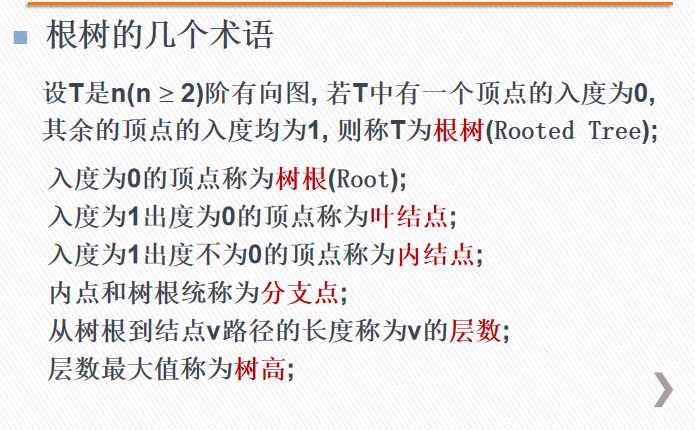 根树的几个术语
设T是n(n ≥ 2)阶有向图, 若T中有一个顶点的入度为0,
其余的顶点的入度均为1, 则称T为根树(Rooted Tree);
入度为0的顶点称为树根(Root);
入度为1出度为0的顶点称为叶结点;
入度为1出度不为0的顶点称为内结点;
内点和树根统称为分支点;
从树根到结点v路径的长度称为v的层数;
层数最大值称为树高;